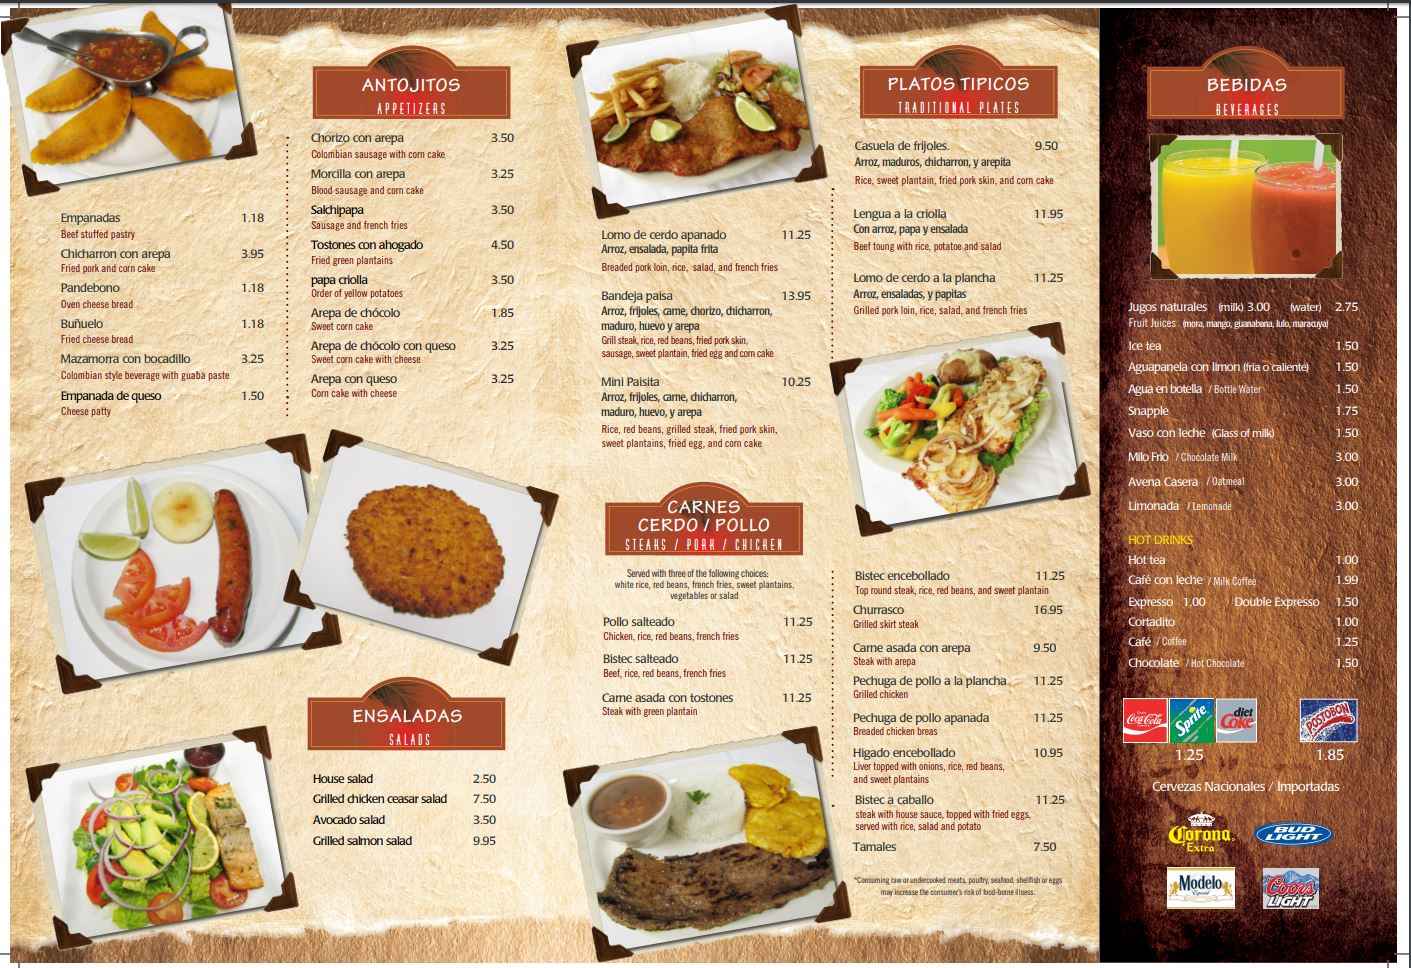 ANTOJITOS
APPETIZERS
Empanadas 1.18
Beef stuffed pastry
Chicharron con arepa 3.95
Fried pork and corn cake
Pandebono 1.18
Oven cheese bread
Buñuelo 1.18
Fried cheese bread
Mazamorra con bocadillo 3.25
Colombian style beverage with guaba paste
Empanada de queso 1.50
Cheese patty
Chorizo con arepa 3.50
Colombian sausage with corn cake
Morcilla con arepa 3.25
Blood sausage and corn cake
Salchipapa 3.50
Sausage and french fries
Tostones con ahogado 4.50
Fried green plantains
papa criolla 3.50
Order of yellow potatoes
Arepa de chócolo 1.85
Sweet corn cake
Arepa de chócolo con queso 3.25
Sweet corn cake with cheese
Arepa con queso 3.25
Corn cake with cheese
ENSALADAS
SALADS
House salad 2.50
Grilled chicken ceasar salad 7.50
Avocado salad 3.50
Grilled salmon salad 9.95
PLATOS TIPICOS
TRADITIONAL PLATES
Lomo de cerdo apanado 11.25
Arroz, ensalada, papita frita
Breaded pork loin, rice, salad, and french fries
Bandeja paisa 13.95
Arroz, frijoles, carne, chorizo, chicharron,
maduro, huevo y arepa
Grill steak, rice, red beans, fried pork skin,
sausage, sweet plantain, fried egg and corn cake
Mini Paisita 10.25
Arroz, frijoles, carne, chicharron,
maduro, huevo, y arepa
Rice, red beans, grilled steak, fried pork skin,
sweet plantains, fried egg, and corn cake
Casuela de frijoles. 9.50
Arroz, maduros, chicharron, y arepita
Rice, sweet plantain, fried pork skin, and corn cake
Lengua a la criolla 11.95
Con arroz, papa y ensalada
Beef toung with rice, potatoe and salad
Lomo de cerdo a la plancha 11.25
Arroz, ensaladas, y papitas
Grilled pork loin, rice, salad, and french fries
CARNES
CERDO / POLLO
STEAKS / PORK / CHICKEN
Served with three of the following choices:
white rice, red beans, french fries, sweet plantains,
vegetables or salad
Pollo salteado 11.25
Chicken, rice, red beans, french fries
Bistec salteado 11.25
Beef, rice, red beans, french fries
Carne asada con tostones 11.25
Steak with green plantain
Bistec encebollado 11.25
Top round steak, rice, red beans, and sweet plantain
Churrasco 16.95
Grilled skirt steak
Carne asada con arepa 9.50
Steak with arepa
Pechuga de pollo a la plancha 11.25
Grilled chicken
Pechuga de pollo apanada 11.25
Breaded chicken breas
Higado encebollado 10.95
Liver topped with onions, rice, red beans,
and sweet plantains
Bistec a caballo 11.25
steak with house sauce, topped with fried egges,
served with rice, salad and potato
Tamales 7.50
*Consuming raw or undercooked meats, poultry, seafood, shellfish or eggs
may increase the consumer's risk of food-borne illness.
BEBIDAS
BEVERAGES
Jugos naturales (milk) 3.00 (water) 2.75
Fruit Juices (mora, mango, guanabana, lulo, maracuya)
Ice tea 1.50
Aguapanela con limon (fria o caliente) 1.50
Agua en botella / Bottle Water 1.50
Snapple 1.75
Vaso con leche (Glass of milk) 1.50
Milo Frio / Chocolate Milk 3.00
Avena Casera / Oatmeal 3.00
Limonada / Lemonade 3.00
HOT DRINKS
Hot tea 1.00
Café con leche / Milk Coffee 1.99
Expresso 1.00 Double Expresso 1.50
Cortadito 1.00
Café / Coffee 1.25
Chocolate / Hot Chocolate 1.50
Coca-Cola Sprite diet Coke POSTOBON
1.25 1.85
Cervezas Nacionales / Importadas
Corona Extra BUD LIGHT
Modelo Especial Coors LIGHT